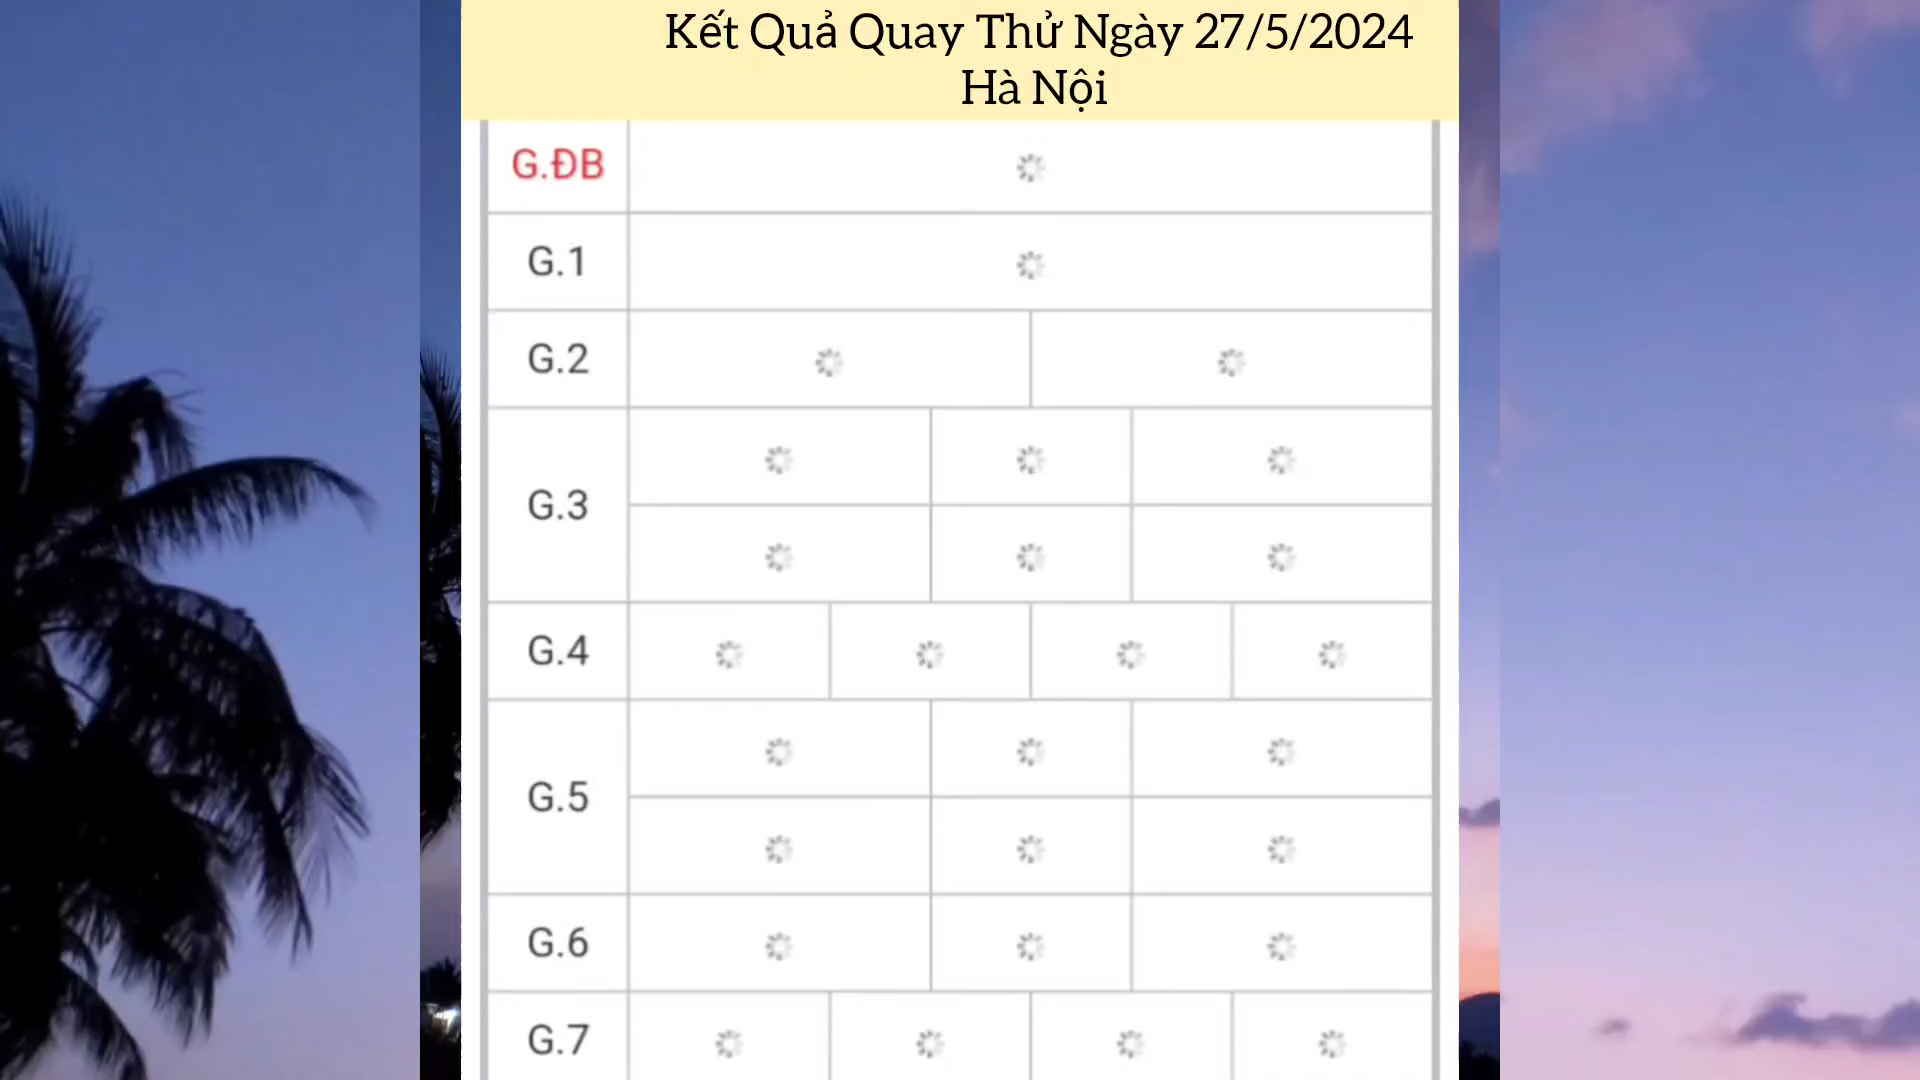 Kết Quả Quay Thử Ngày 27/5/2024
Hà Nội
G.ĐB
G.1
G.2
G.3
G.4
G.5
G.6
G.7